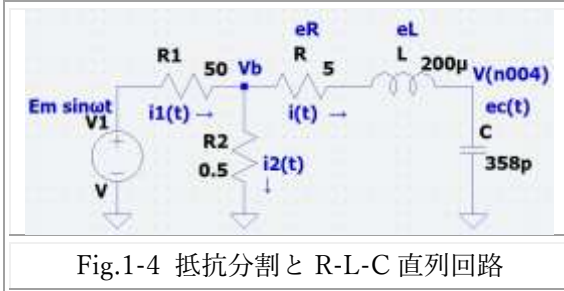 eR eL
R1 R L 200μ V(n004)
50 Vb 5
Em sinωt i1(t) → i(t) → ec(t)
V1 R2 C
0.5 i2(t) 358p
V ↓
Fig.1-4 抵抗分割と R-L-C 直列回路